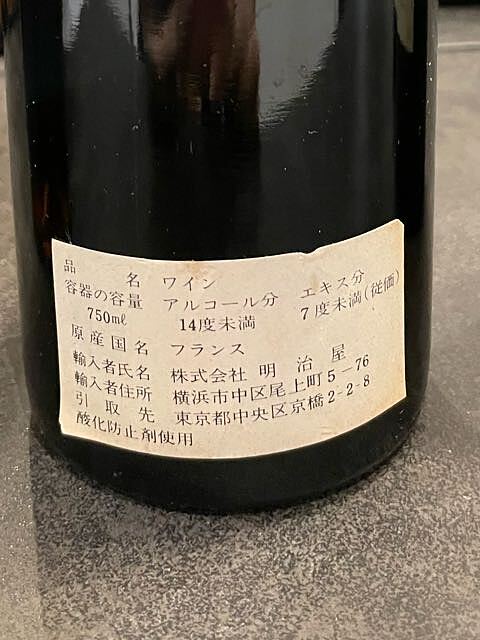 品名 ワイン
容器の容量 アルコール分 エキス分
750mℓ 14度未満 7度未満(従価)
原産国名 フランス
輸入者氏名 株式会社 明治屋
輸入者住所 横浜市中区尾上町5-76
引取先 東京都中央区京橋2-2-8
酸化防止剤使用